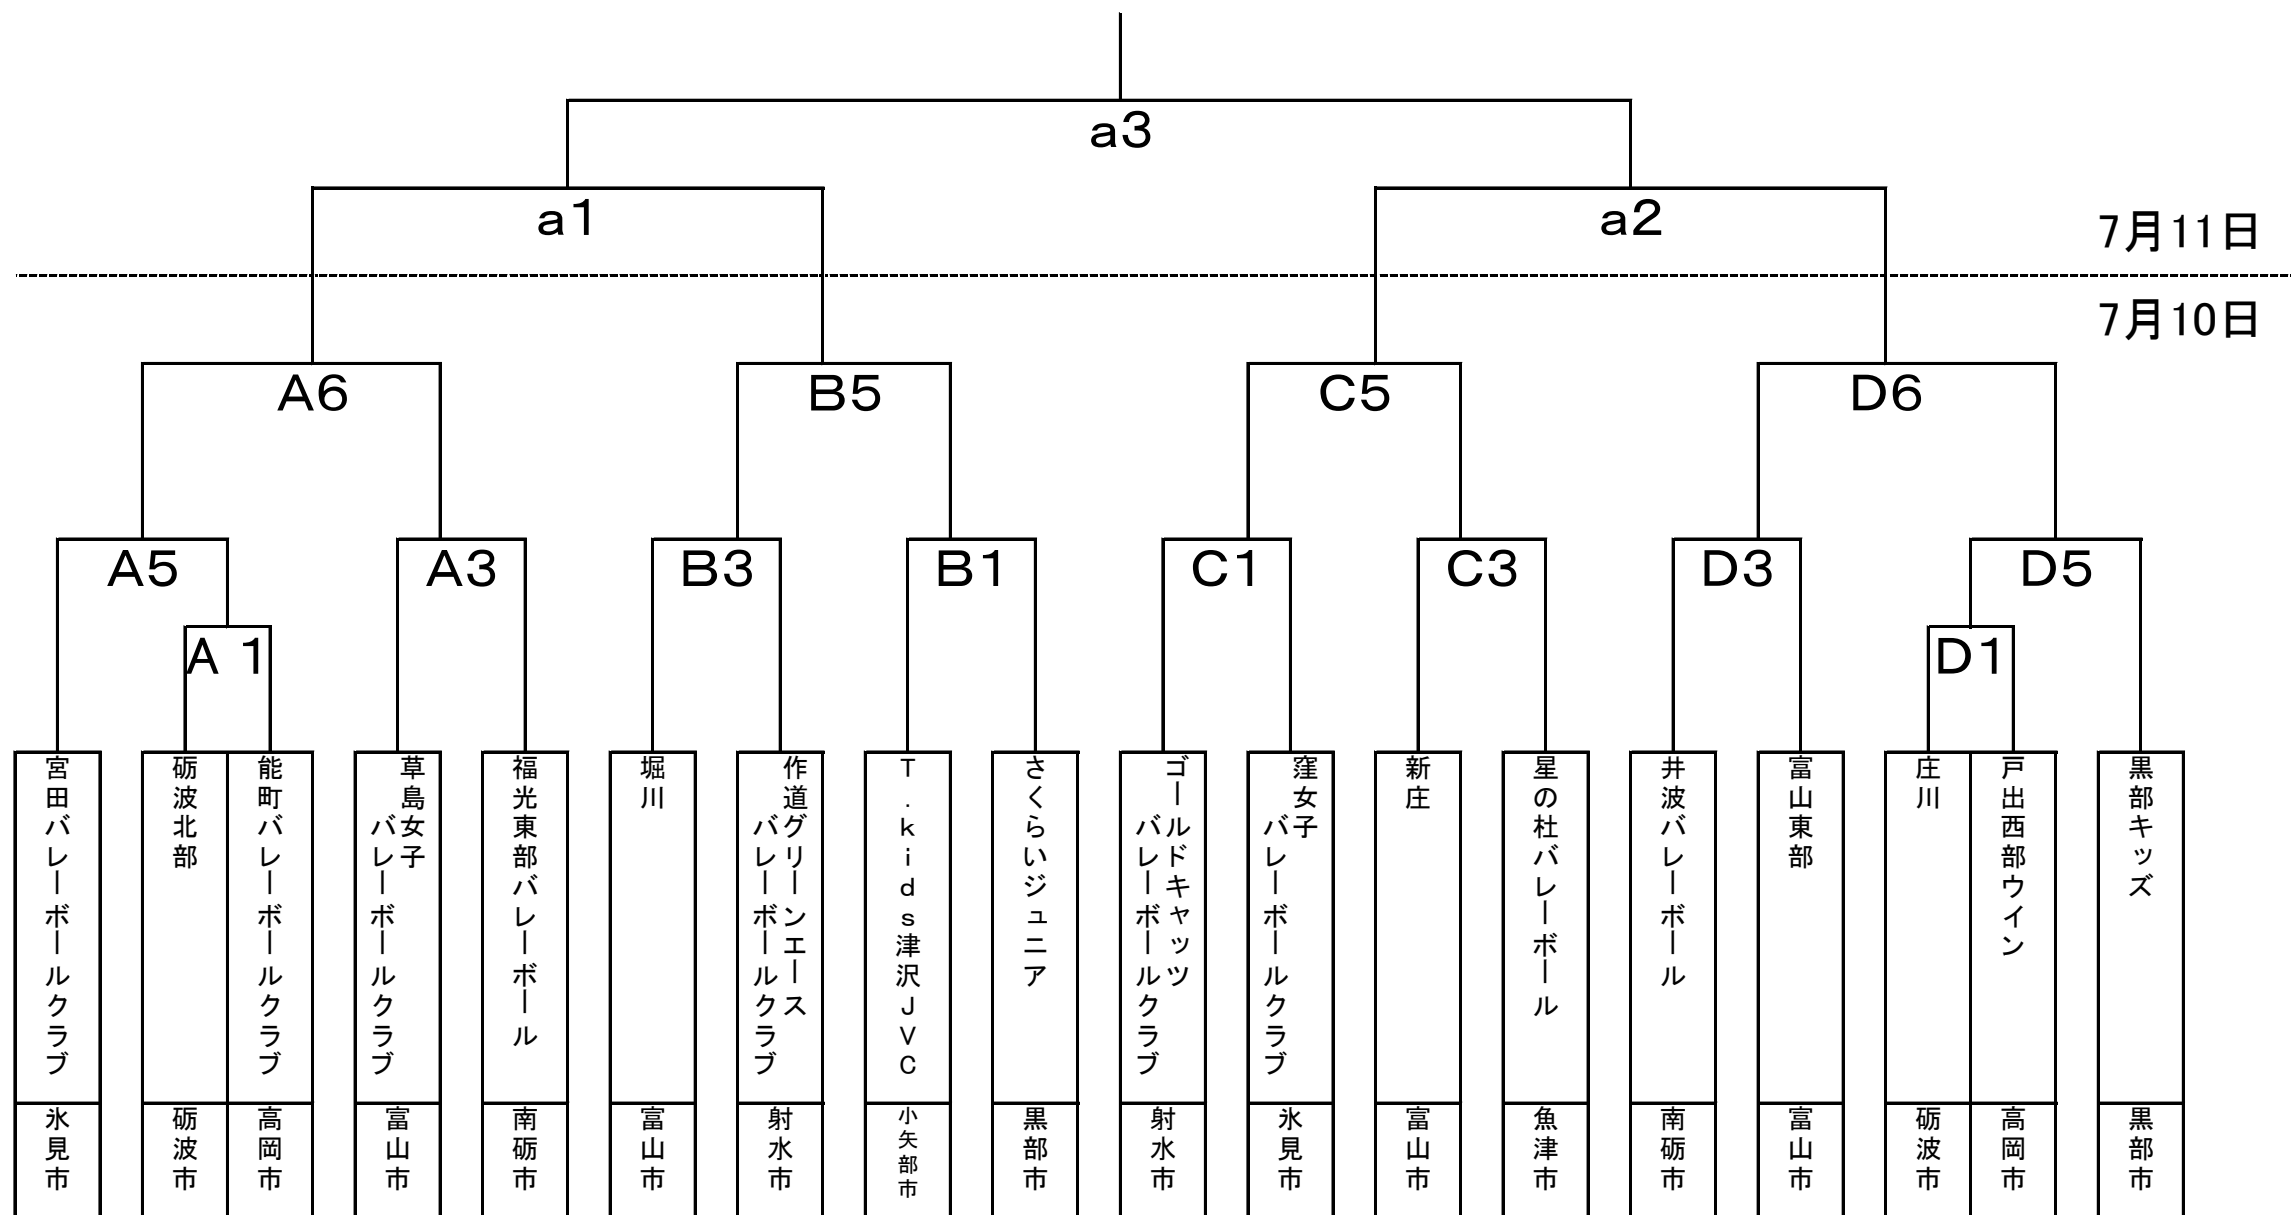 a3
a1
a2
7月11日
7月10日
A6
B5
C5
D6
A5
A3
B3
B1
C1
C3
D3
D5
A 1
D1
宮田バレーボールクラブ
砺波北部
能町バレーボールクラブ
草島女子
バレーボールクラブ
福光東部バレーボール
堀川
作道グリーンエース
バレーボールクラブ
T.kids津沢JVC
さくらいジュニア
ゴールドキャッツ
バレーボールクラブ
窪女子
バレーボールクラブ
新庄
星の杜バレーボール
井波バレーボール
富山東部
庄川
戸出西部ウイン
黒部キッズ
氷見市
砺波市
高岡市
富山市
南砺市
富山市
射水市
小矢部市
黒部市
射水市
氷見市
富山市
魚津市
南砺市
富山市
砺波市
高岡市
黒部市